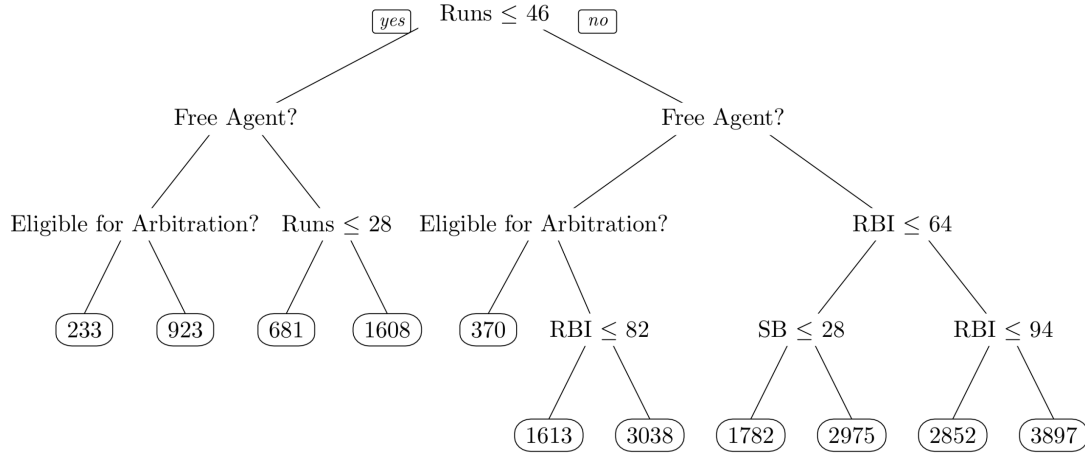 yes Runs ≤ 46 no
Free Agent? Free Agent?
Eligible for Arbitration? Runs ≤ 28 Eligible for Arbitration? RBI ≤ 64
233 923 681 1608 370 RBI ≤ 82 SB ≤ 28 RBI ≤ 94
1613 3038 1782 2975 2852 3897